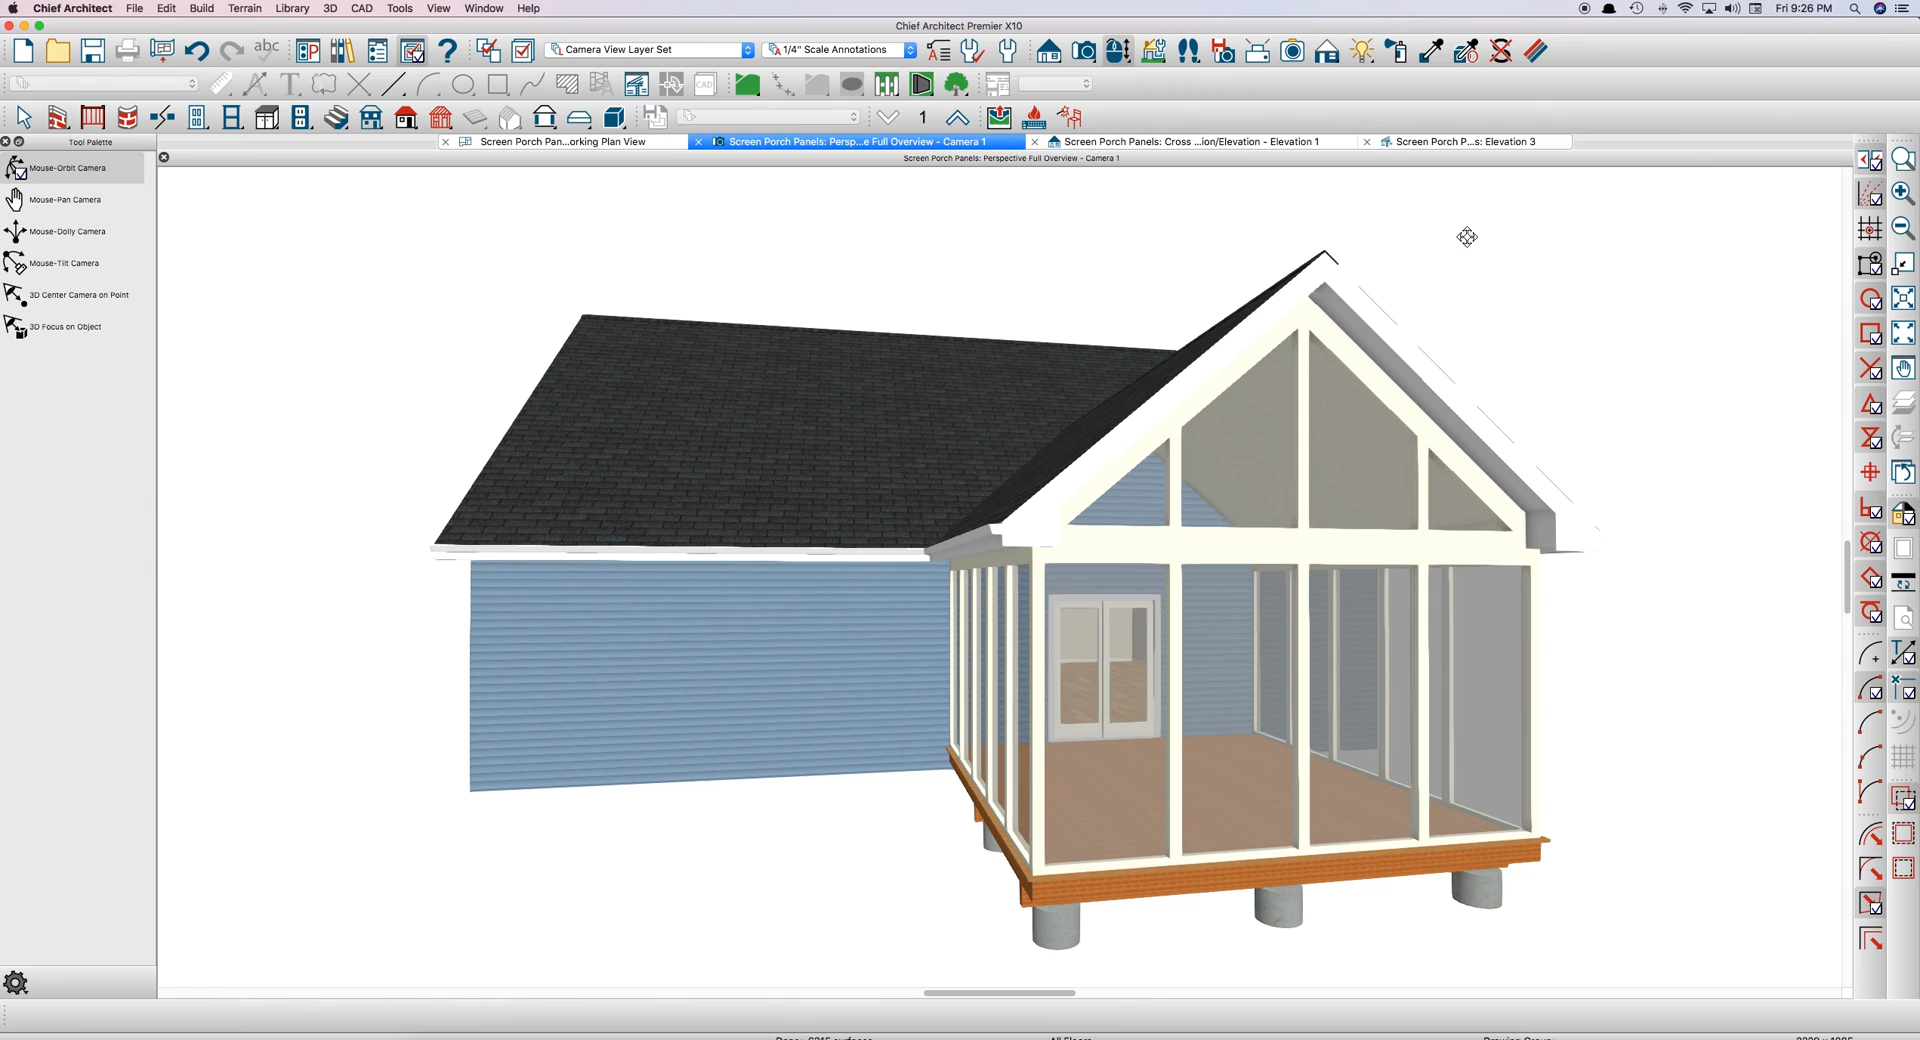 Chief Architect File Edit Build Terrain Library 3D CAD Tools View Window Help Fri 9:26 PM
Chief Architect Premier X10
abc Camera View Layer Set 1/4" Scale Annotations
CAD
1
Tool Palette Screen Porch Pan...orking Plan View Screen Porch Panels: Persp...e Full Overview - Camera 1 Screen Porch Panels: Cross ...ion/Elevation - Elevation 1 Screen Porch P...s: Elevation 3
Screen Porch Panels: Perspective Full Overview - Camera 1
Mouse-Orbit Camera
Mouse-Pan Camera
Mouse-Dolly Camera
Mouse-Tilt Camera
3D Center Camera on Point
3D Focus on Object